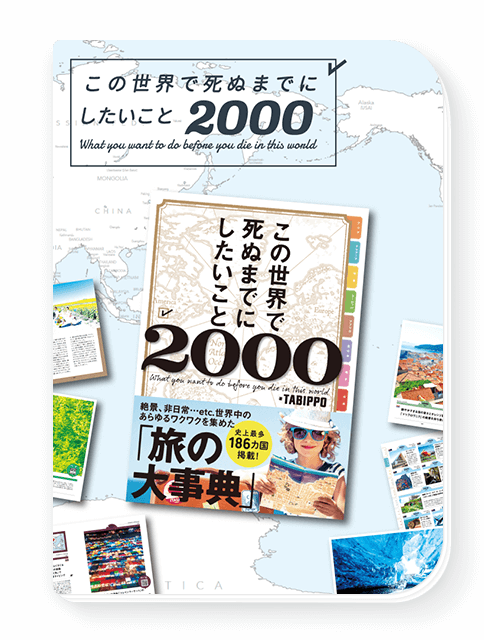 この世界で死ぬまでに
したいこと 2000
What you want to do before you die in this world
MONGOLIA
CHINA
Alaska
この世界で
死ぬまでに
したいこと
2000
What you want to do before you die in this world
TABIPPO
絶景、非日常…etc.世界中の
あらゆるワクワクを集めた
「旅の
大事典」
史上最多
186カ国
掲載!